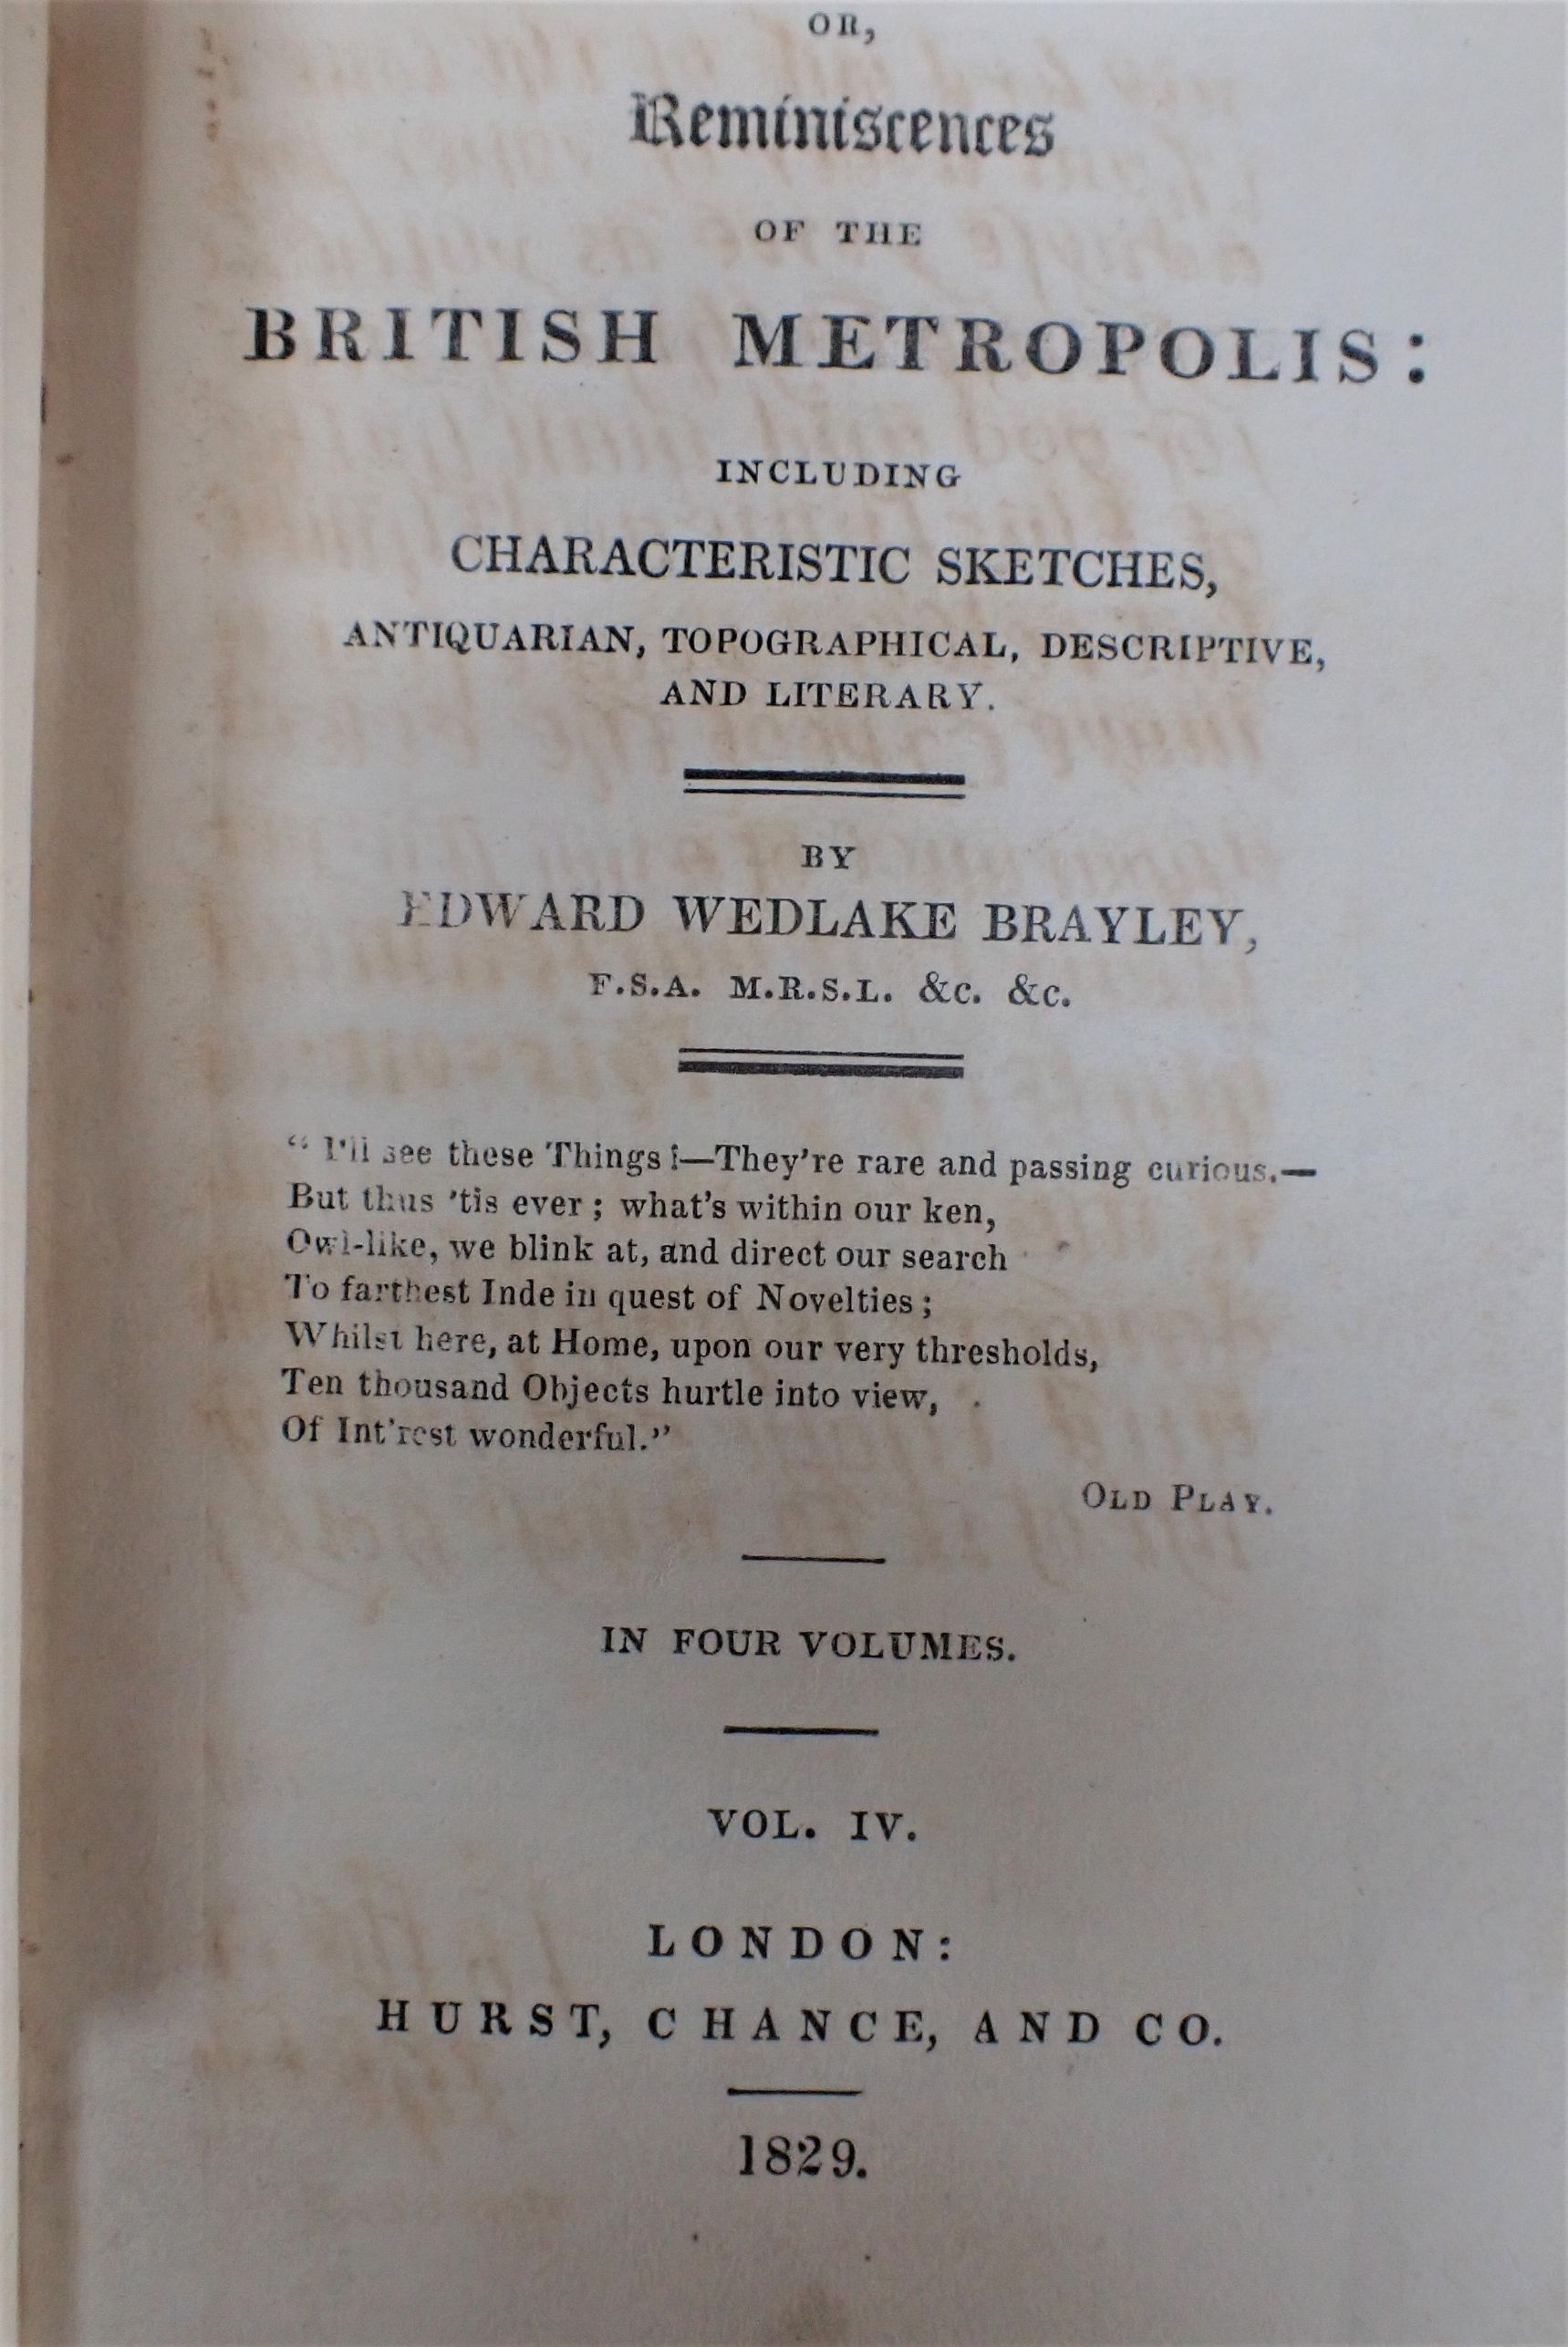 OR,
Reminiscences
OF THE
BRITISH METROPOLIS:
INCLUDING
CHARACTERISTIC SKETCHES,
ANTIQUARIAN, TOPOGRAPHICAL, DESCRIPTIVE,
AND LITERARY.
BY
EDWARD WEDLAKE BRAYLEY,
F.S.A. M.R.S.L. &c. &c.
“ I'll see these Things!—They're rare and passing curious.—
But thus 'tis ever ; what's within our ken,
Owl-like, we blink at, and direct our search
To farthest Inde in quest of Novelties ;
Whilst here, at Home, upon our very thresholds,
Ten thousand Objects hurtle into view,
Of Int'rest wonderful.”
OLD PLAY.
IN FOUR VOLUMES.
VOL. IV.
LONDON:
HURST, CHANCE, AND CO.
1829.